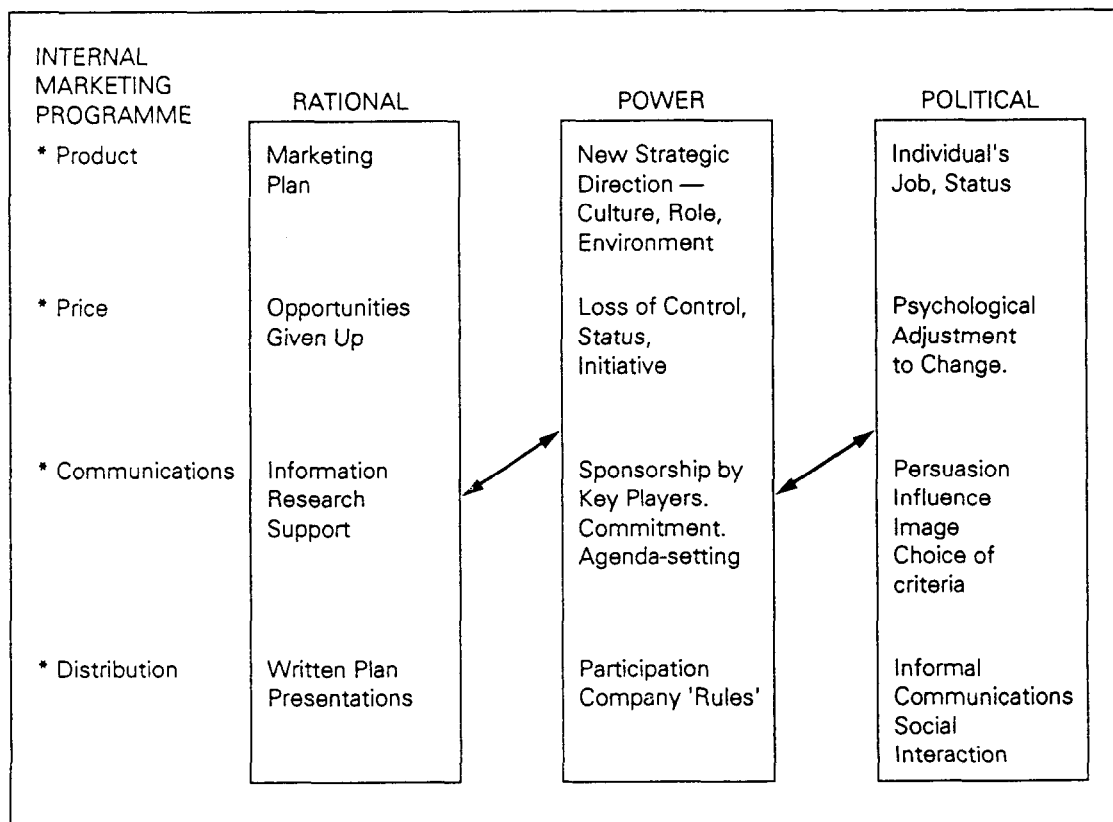 INTERNAL
MARKETING
PROGRAMME
RATIONAL
POWER
POLITICAL
* Product
Marketing
Plan
New Strategic
Direction —
Culture, Role,
Environment
Individual's
Job, Status
* Price
Opportunities
Given Up
Loss of Control,
Status,
Initiative
Psychological
Adjustment
to Change.
* Communications
Information
Research
Support
Sponsorship by
Key Players.
Commitment.
Agenda-setting
Persuasion
Influence
Image
Choice of
criteria
* Distribution
Written Plan
Presentations
Participation
Company 'Rules'
Informal
Communications
Social
Interaction